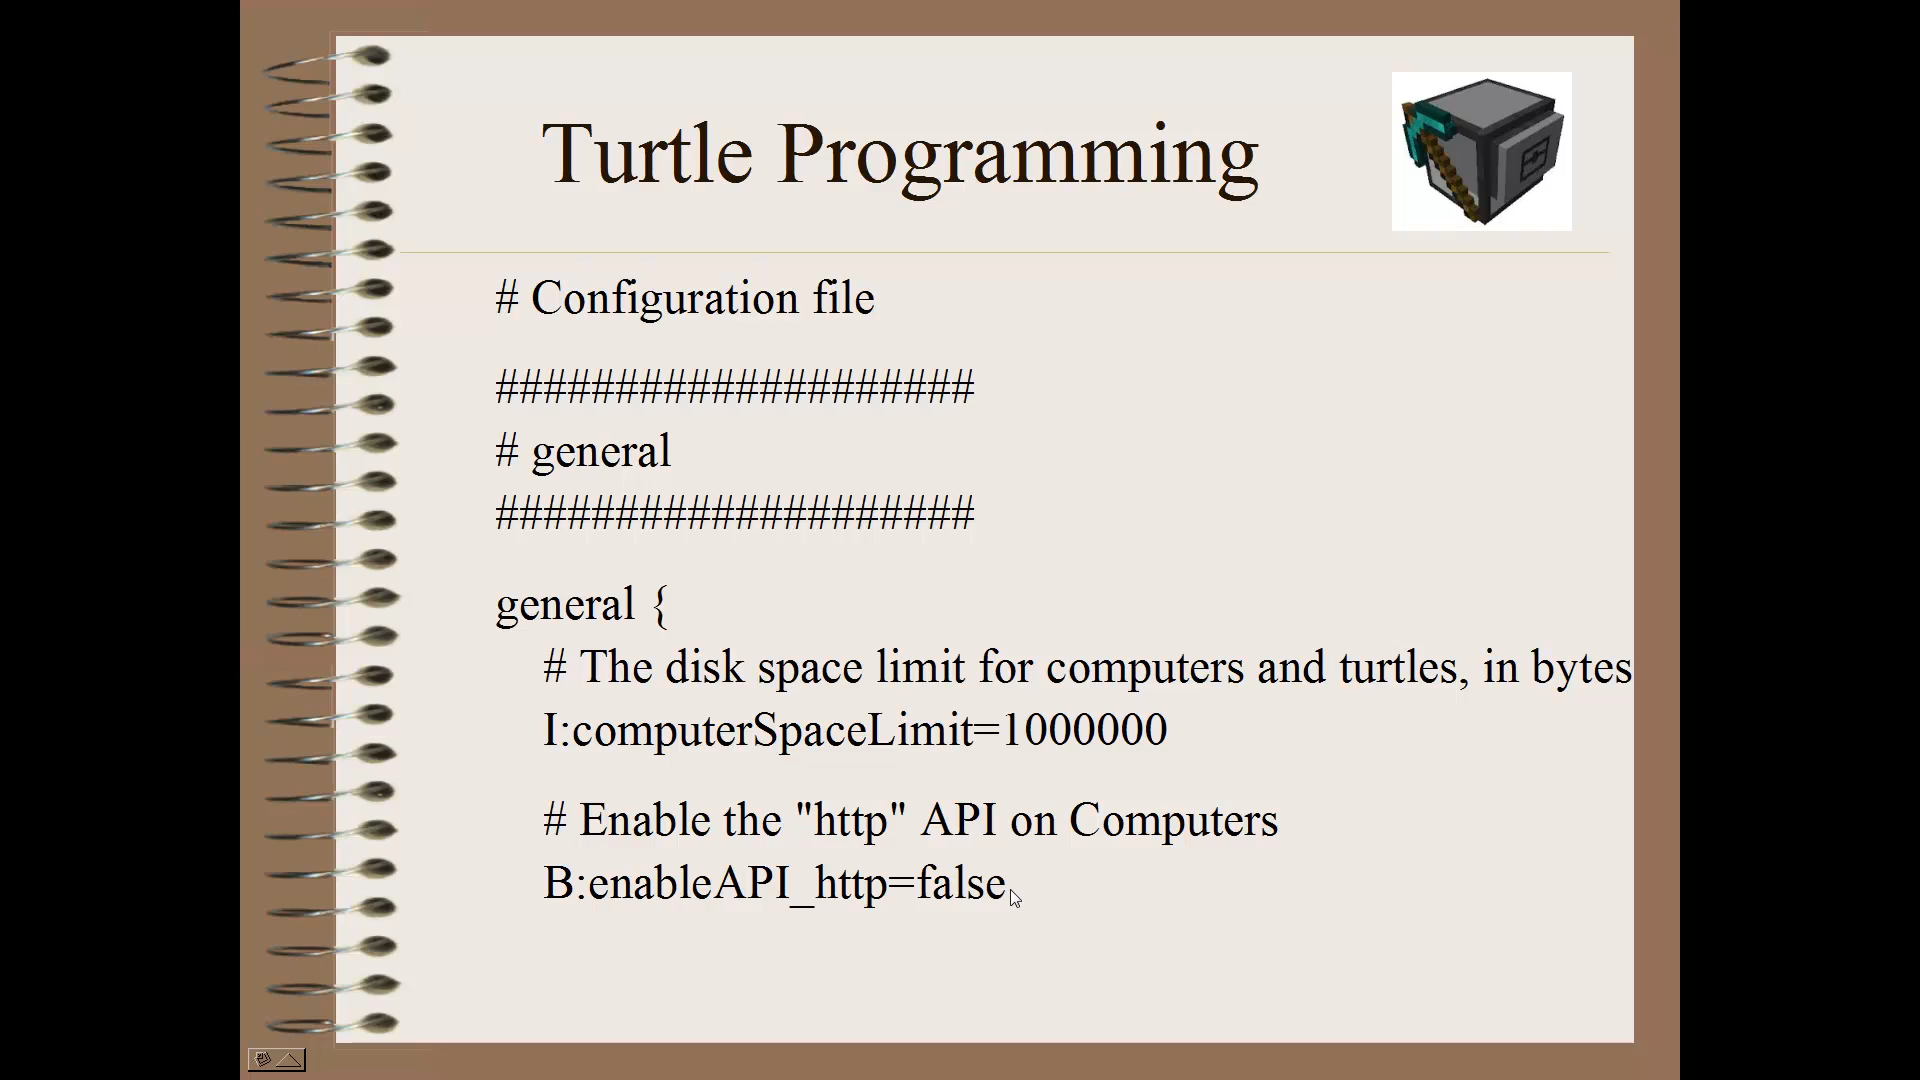 Turtle Programming
# Configuration file
####################
# general
####################
general {
# The disk space limit for computers and turtles, in bytes
I:computerSpaceLimit=1000000
# Enable the "http" API on Computers
B:enableAPI_http=false